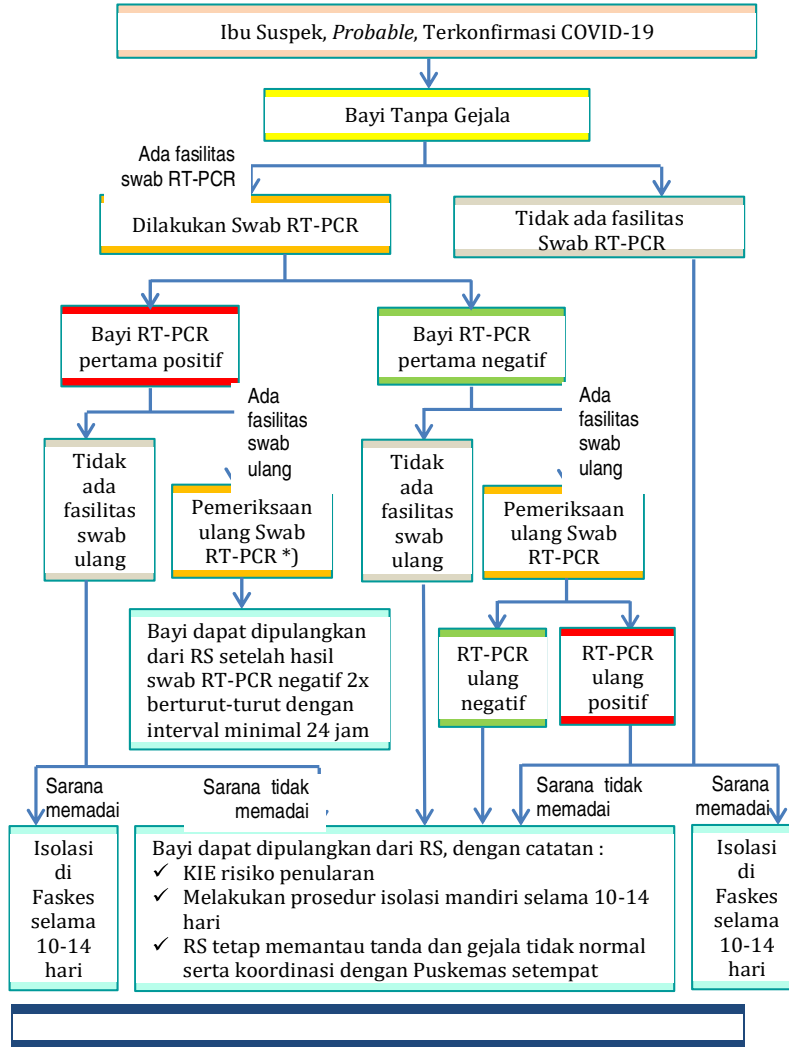 Ibu Suspek, Probable, Terkonfirmasi COVID-19
Bayi Tanpa Gejala
Ada fasilitas
swab RT-PCR
Dilakukan Swab RT-PCR
Tidak ada fasilitas
Swab RT-PCR
Bayi RT-PCR
pertama positif
Bayi RT-PCR
pertama negatif
Ada
fasilitas
swab
ulang
Ada
fasilitas
swab
ulang
Tidak
ada
fasilitas
swab
ulang
Pemeriksaan
ulang Swab
RT-PCR *)
Tidak
ada
fasilitas
swab
ulang
Pemeriksaan
ulang Swab
RT-PCR
Bayi dapat dipulangkan
dari RS setelah hasil
swab RT-PCR negatif 2x
berturut-turut dengan
interval minimal 24 jam
RT-PCR
ulang
negatif
RT-PCR
ulang
positif
Sarana
memadai
Sarana tidak
memadai
Sarana tidak
memadai
Sarana
memadai
Isolasi
di
Faskes
selama
10-14
hari
Bayi dapat dipulangkan dari RS, dengan catatan :
✓ KIE risiko penularan
✓ Melakukan prosedur isolasi mandiri selama 10-14
hari
✓ RS tetap memantau tanda dan gejala tidak normal
serta koordinasi dengan Puskemas setempat
Isolasi
di
Faskes
selama
10-14
hari